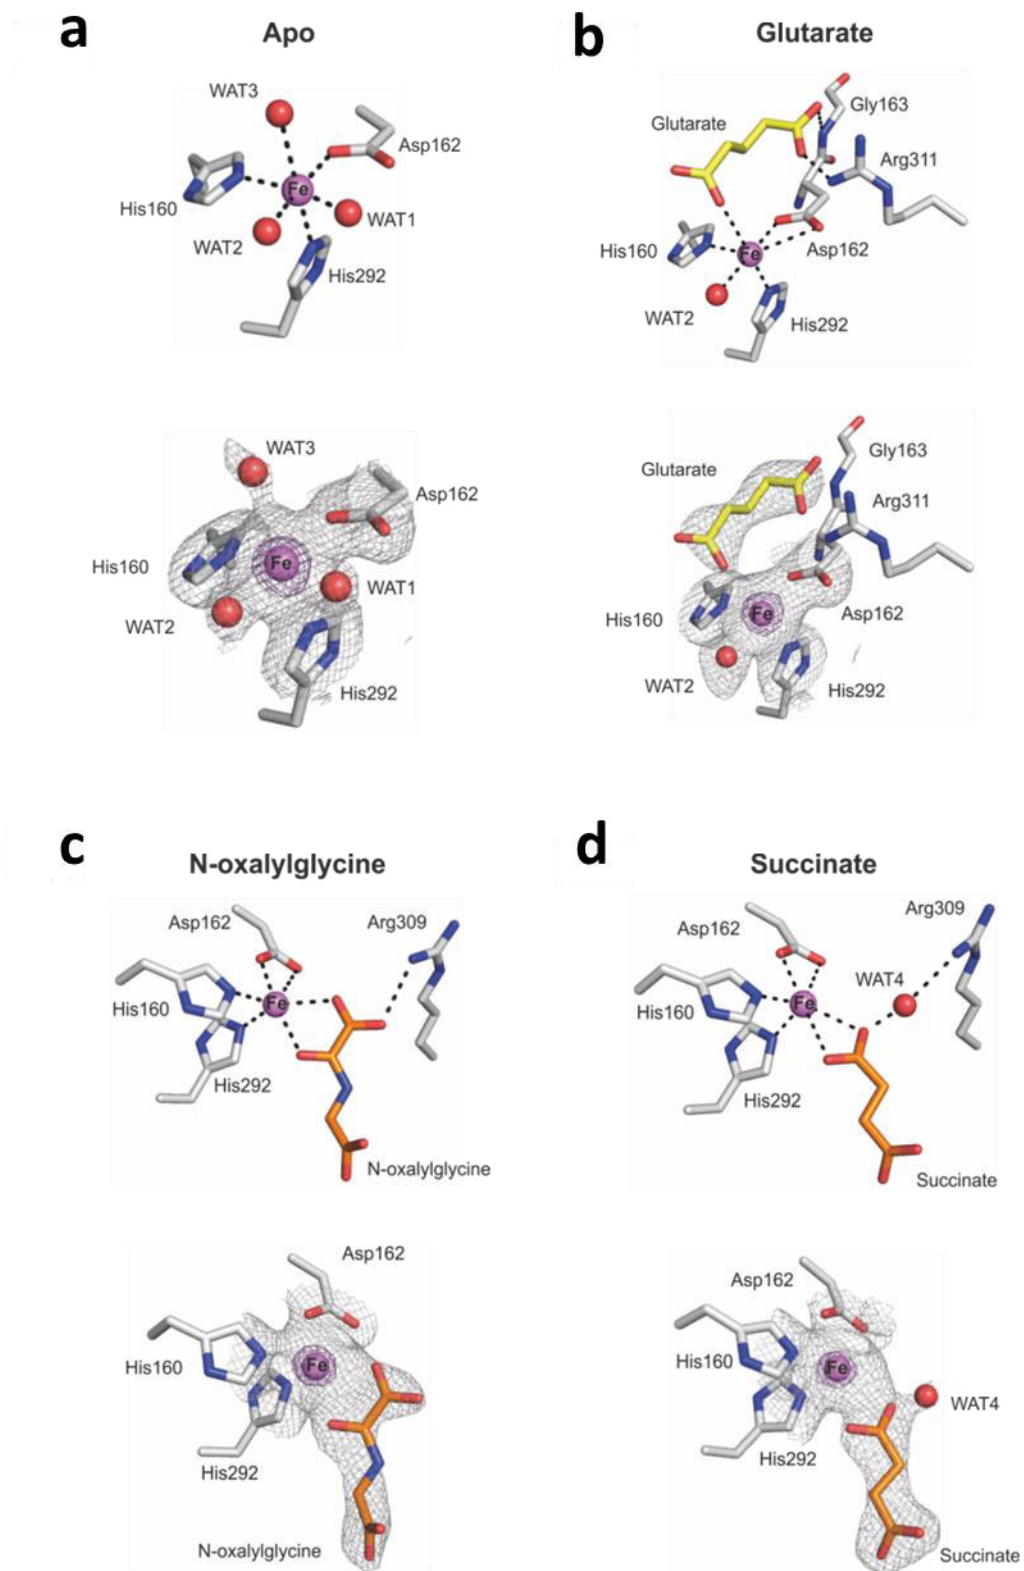 a
Apo
WAT3
Asp162
Fe
His160
WAT1
WAT2
His292
WAT3
Asp162
His160
Fe
WAT1
WAT2
His292
b
Glutarate
Gly163
Glutarate
Arg311
His160
Fe
Asp162
WAT2
His292
Gly163
Glutarate
Arg311
His160
Fe
Asp162
WAT2
His292
c
N-oxalylglycine
Asp162
Arg309
His160
Fe
His292
N-oxalylglycine
Asp162
His160
Fe
His292
N-oxalylglycine
d
Succinate
Arg309
Asp162
WAT4
His160
Fe
His292
Succinate
Asp162
His160
Fe
WAT4
His292
Succinate